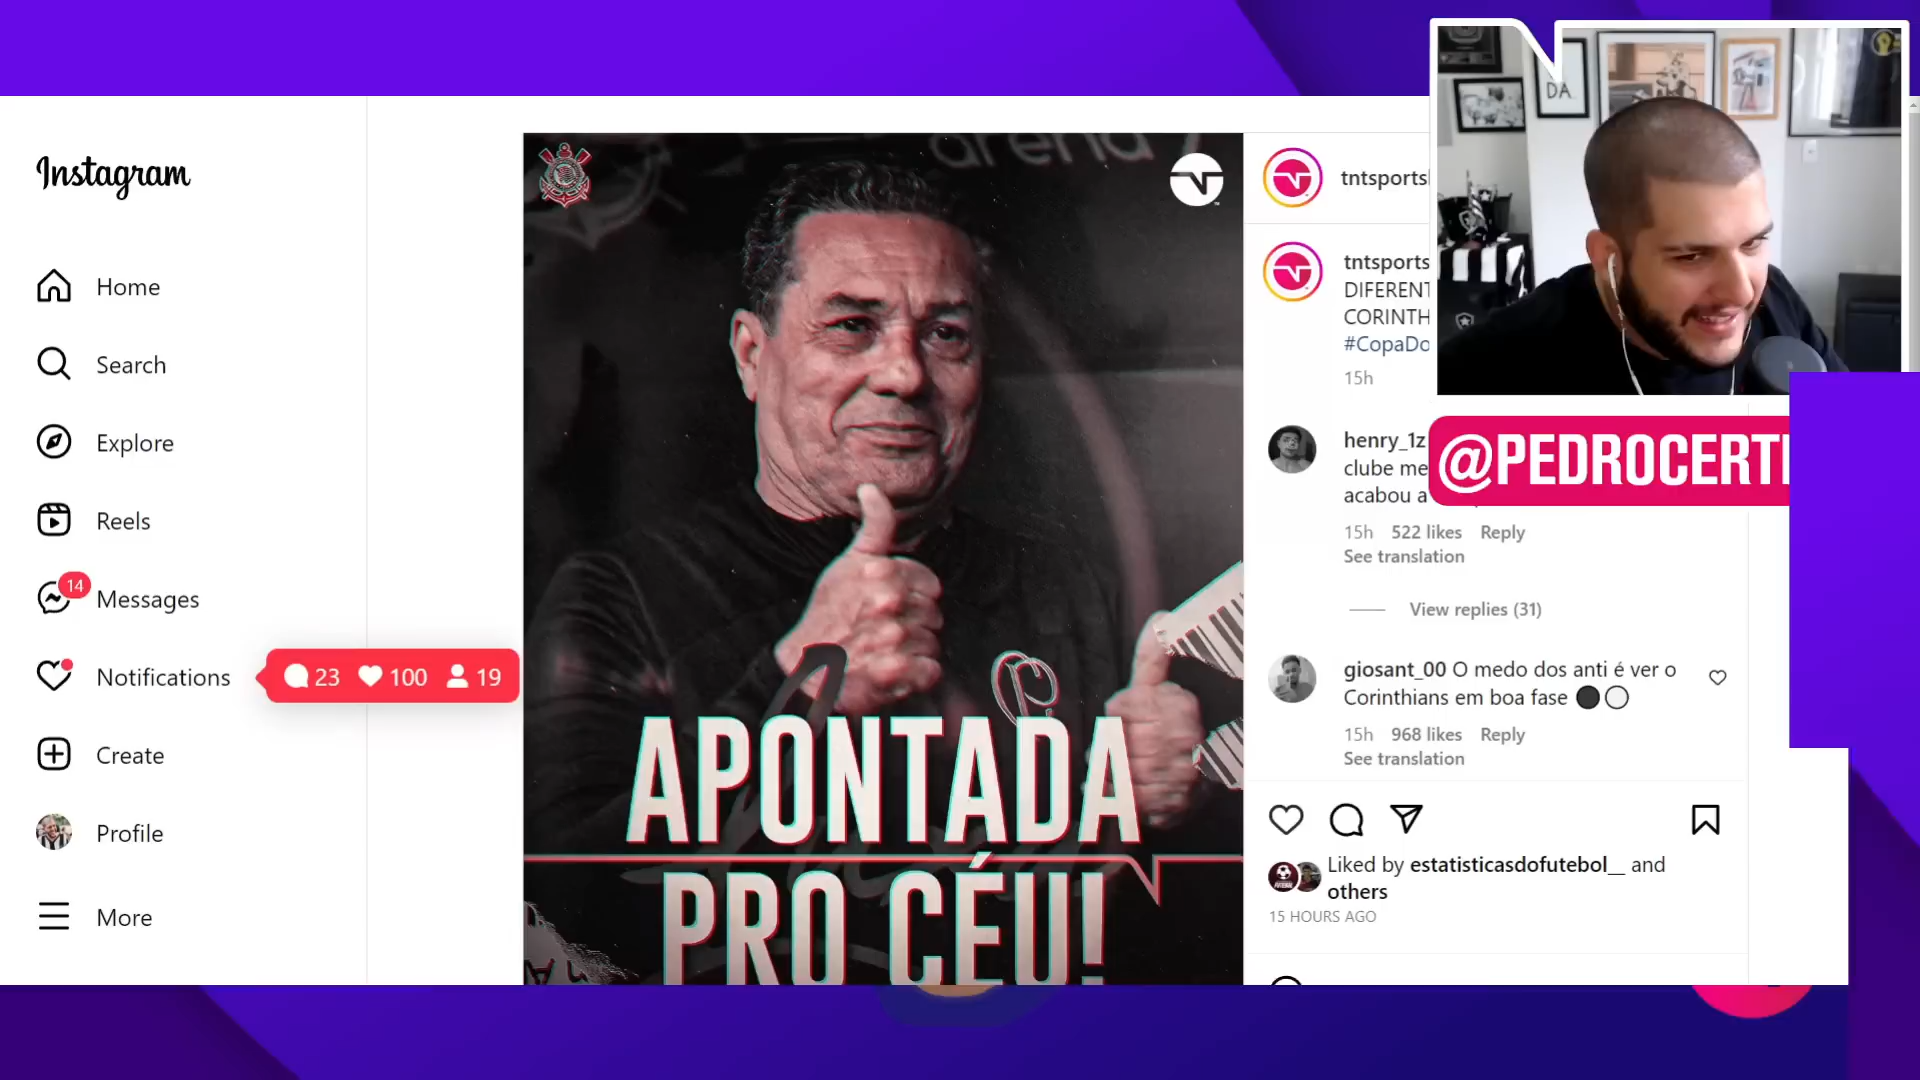 Instagram
Home
Search
Explore
Reels
14
Messages
Notifications
23 100 19
Create
Profile
More
arena
APONTADA
PRO CÉU!
tntsports
tntsports
DIFERENT
CORINTH
#CopaDo
15h
henry_1z
clube me
acabou a
15h 522 likes Reply
See translation
View replies (31)
giosant_00 O medo dos anti é ver o
Corinthians em boa fase
15h 968 likes Reply
See translation
Liked by estatisticasdofutebol__ and
others
15 HOURS AGO
DA
@PEDROCERT